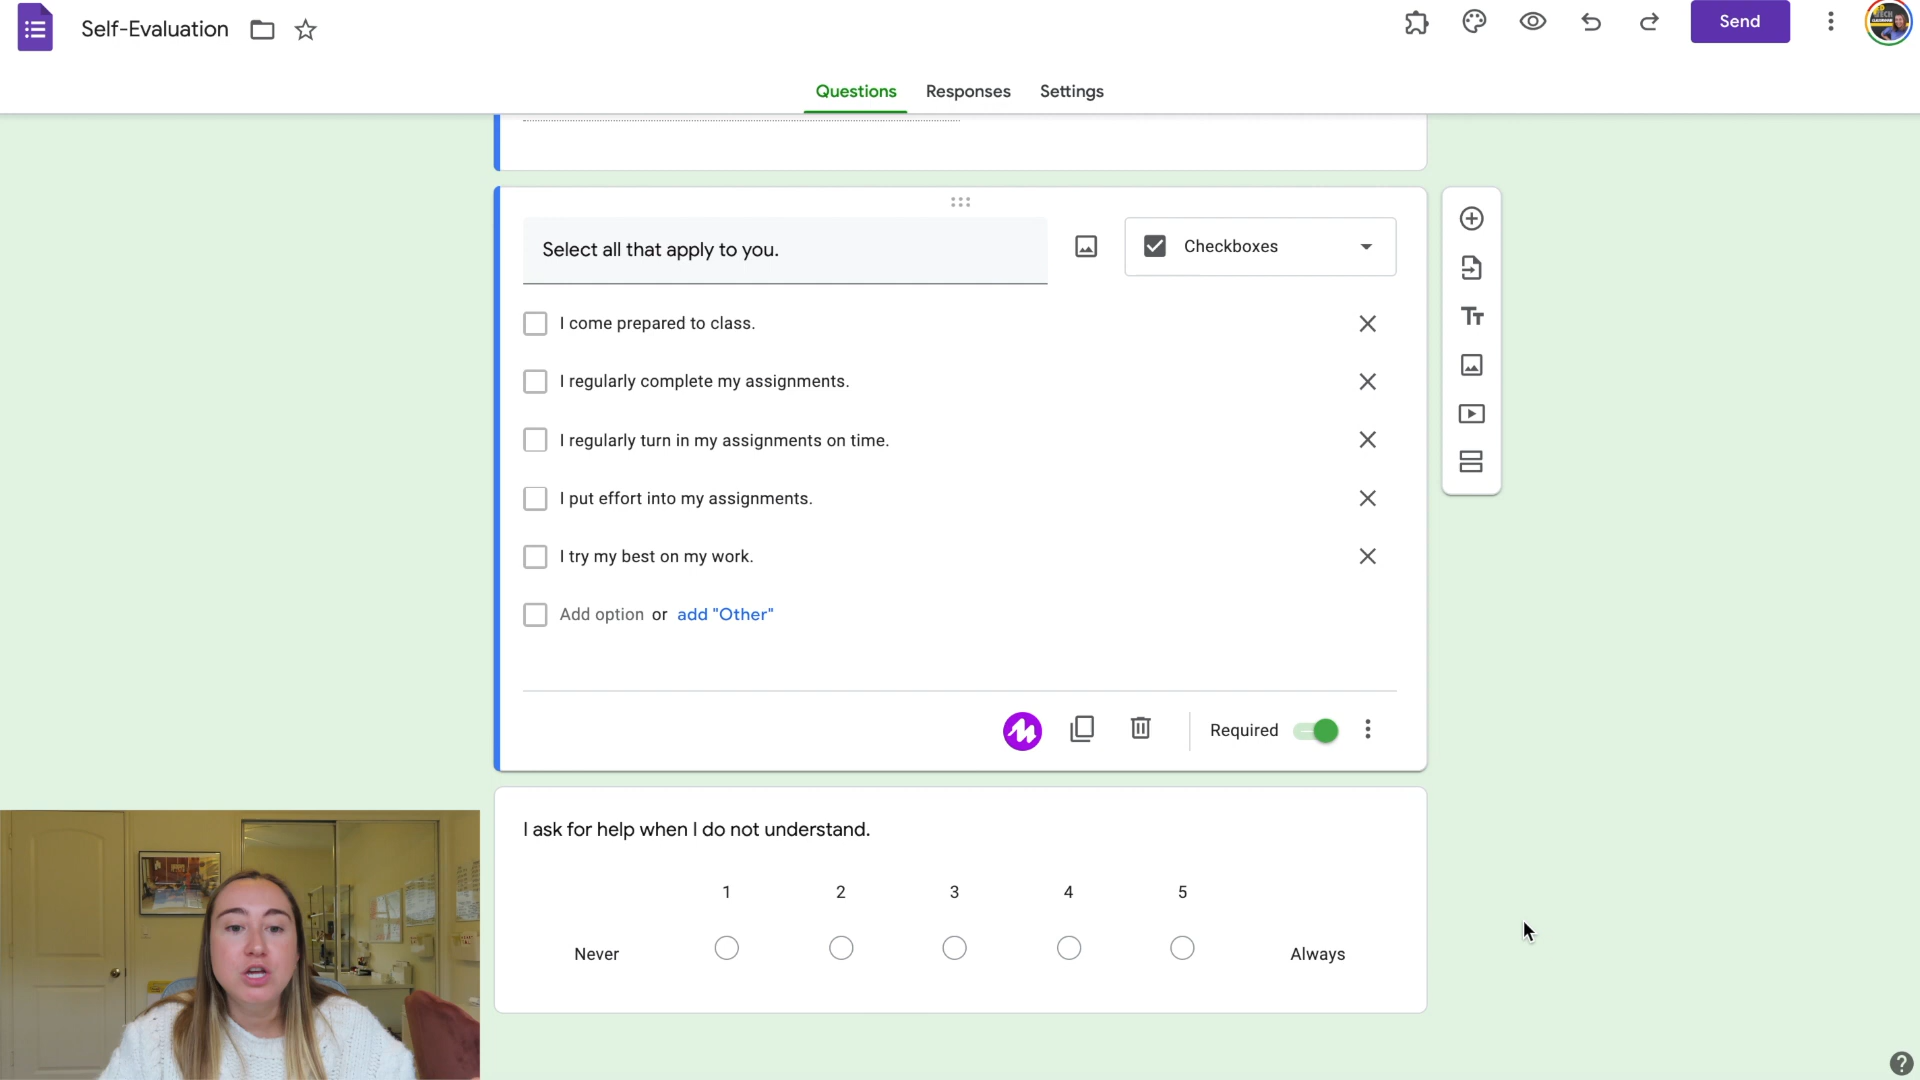 Self-Evaluation
Send
Questions Responses Settings
Select all that apply to you.
Checkboxes
I come prepared to class.
I regularly complete my assignments.
I regularly turn in my assignments on time.
I put effort into my assignments.
I try my best on my work.
Add option or add "Other"
Required
I ask for help when I do not understand.
1 2 3 4 5
Never Always